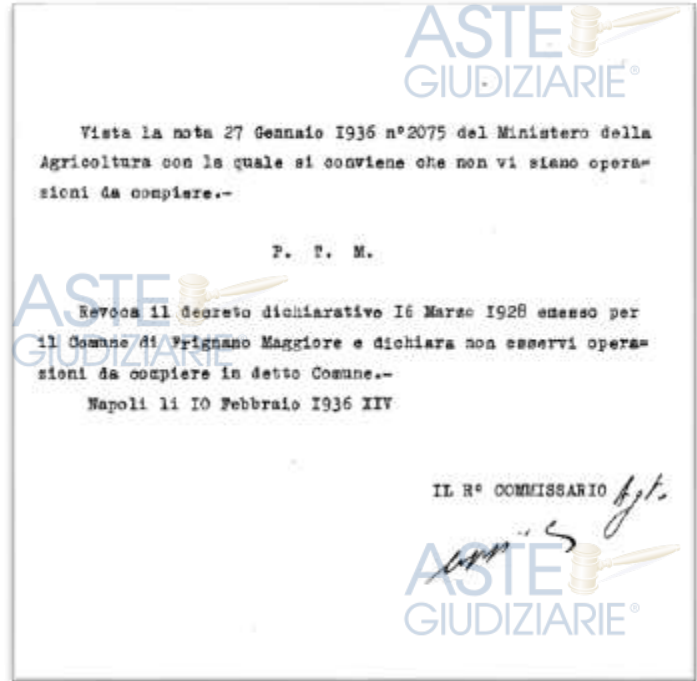 ASTE
GIUDIZIARIE®
Vista la nota 27 Gennaio I936 n°2075 del Ministero della
Agricoltura con la quale si conviene che non vi siano opera=
zioni da compiere.-
P. T. M.
ASTE
GIUDIZIARIE®
Revoca il decreto dichiarativo I6 Marzo I928 emesso per
il Comune di Frignano Maggiore e dichiara non esservi opera=
zioni da compiere in detto Comune.-
Napoli li IO Febbraio I936 XIV
IL R° COMMISSARIO
ASTE
GIUDIZIARIE®